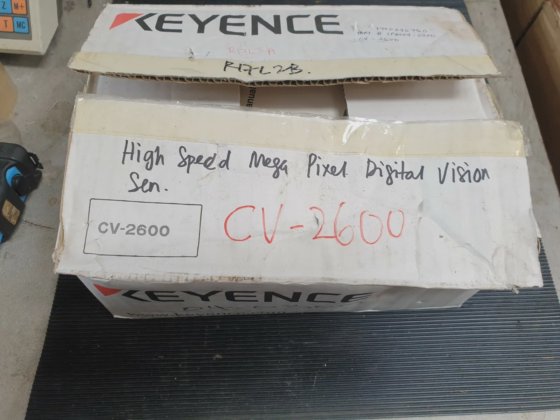 KEYENCE
R17L2B.
High Speed Mega Pixel Digital Vision
Sen.
CV-2600
CV-2600
KEYENCE